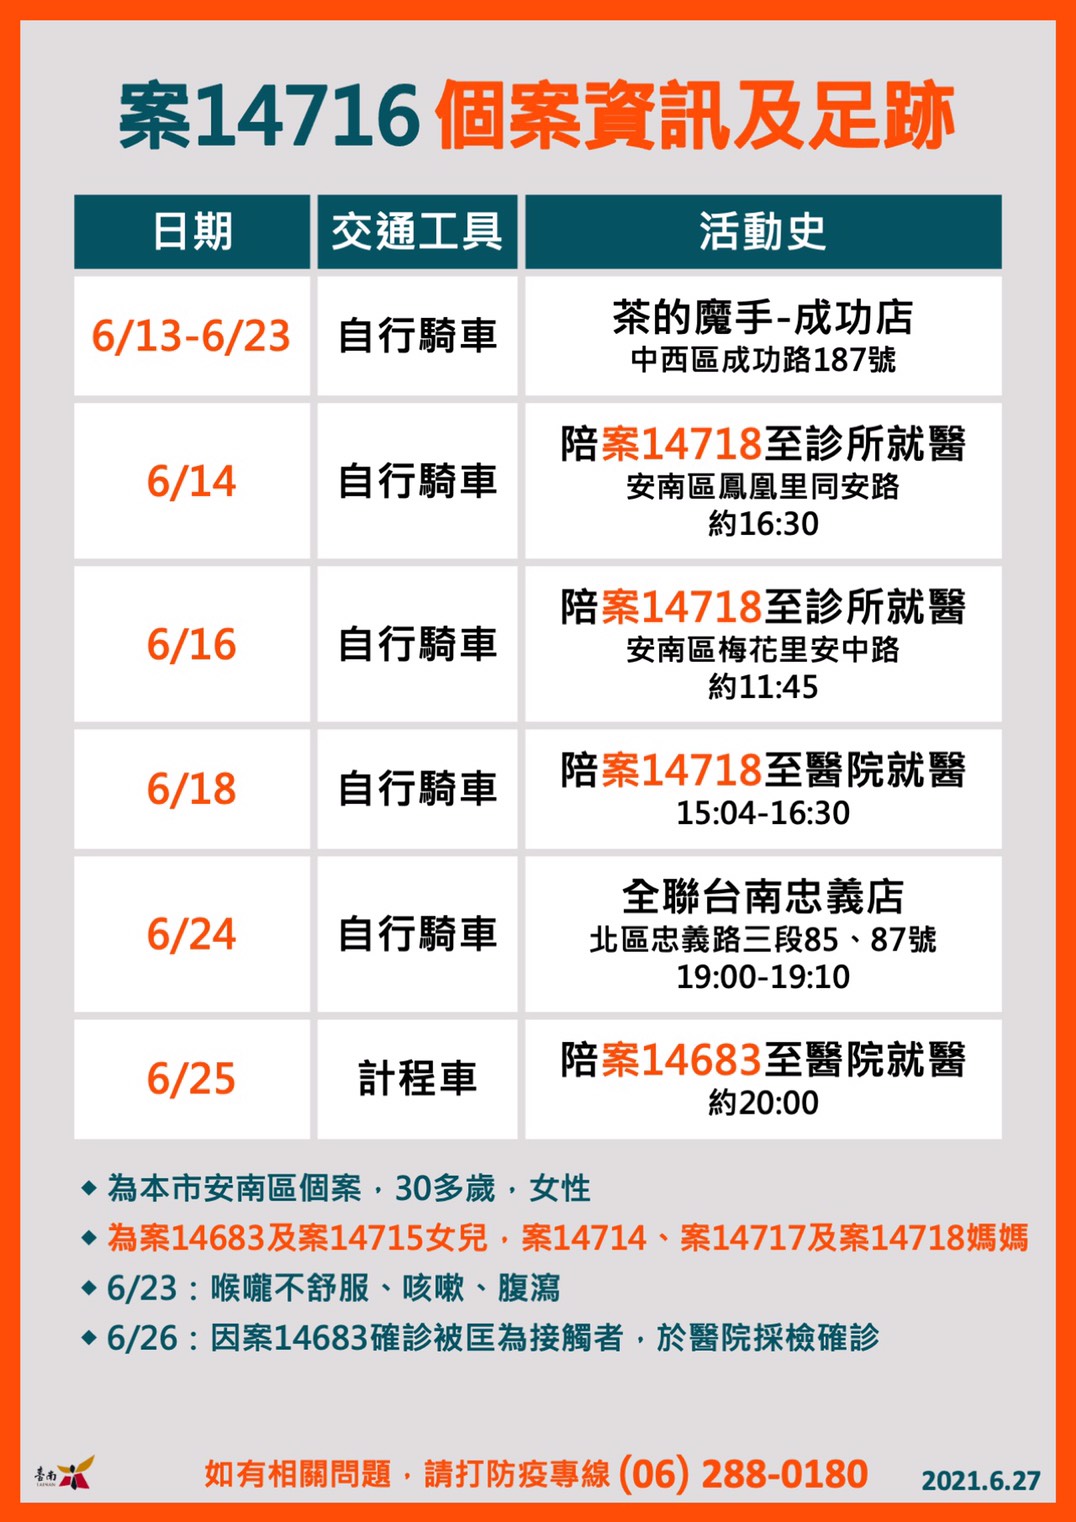 案14716個案資訊及足跡
日期 交通工具 活動史
6/13-6/23 自行騎車 茶的魔手-成功店
中西區成功路187號
6/14 自行騎車 陪案14718至診所就醫
安南區鳳凰里同安路
約16:30
6/16 自行騎車 陪案14718至診所就醫
安南區梅花里安中路
約11:45
6/18 自行騎車 陪案14718至醫院就醫
15:04-16:30
6/24 自行騎車 全聯台南忠義店
北區忠義路三段85、87號
19:00-19:10
6/25 計程車 陪案14683至醫院就醫
約20:00
◆ 為本市安南區個案，30多歲，女性
◆ 為案14683及案14715女兒，案14714、案14717及案14718媽媽
◆ 6/23：喉嚨不舒服、咳嗽、腹瀉
◆ 6/26：因案14683確診被匡為接觸者，於醫院採檢確診
臺南
TAINAN
如有相關問題，請打防疫專線 (06) 288-0180
2021.6.27